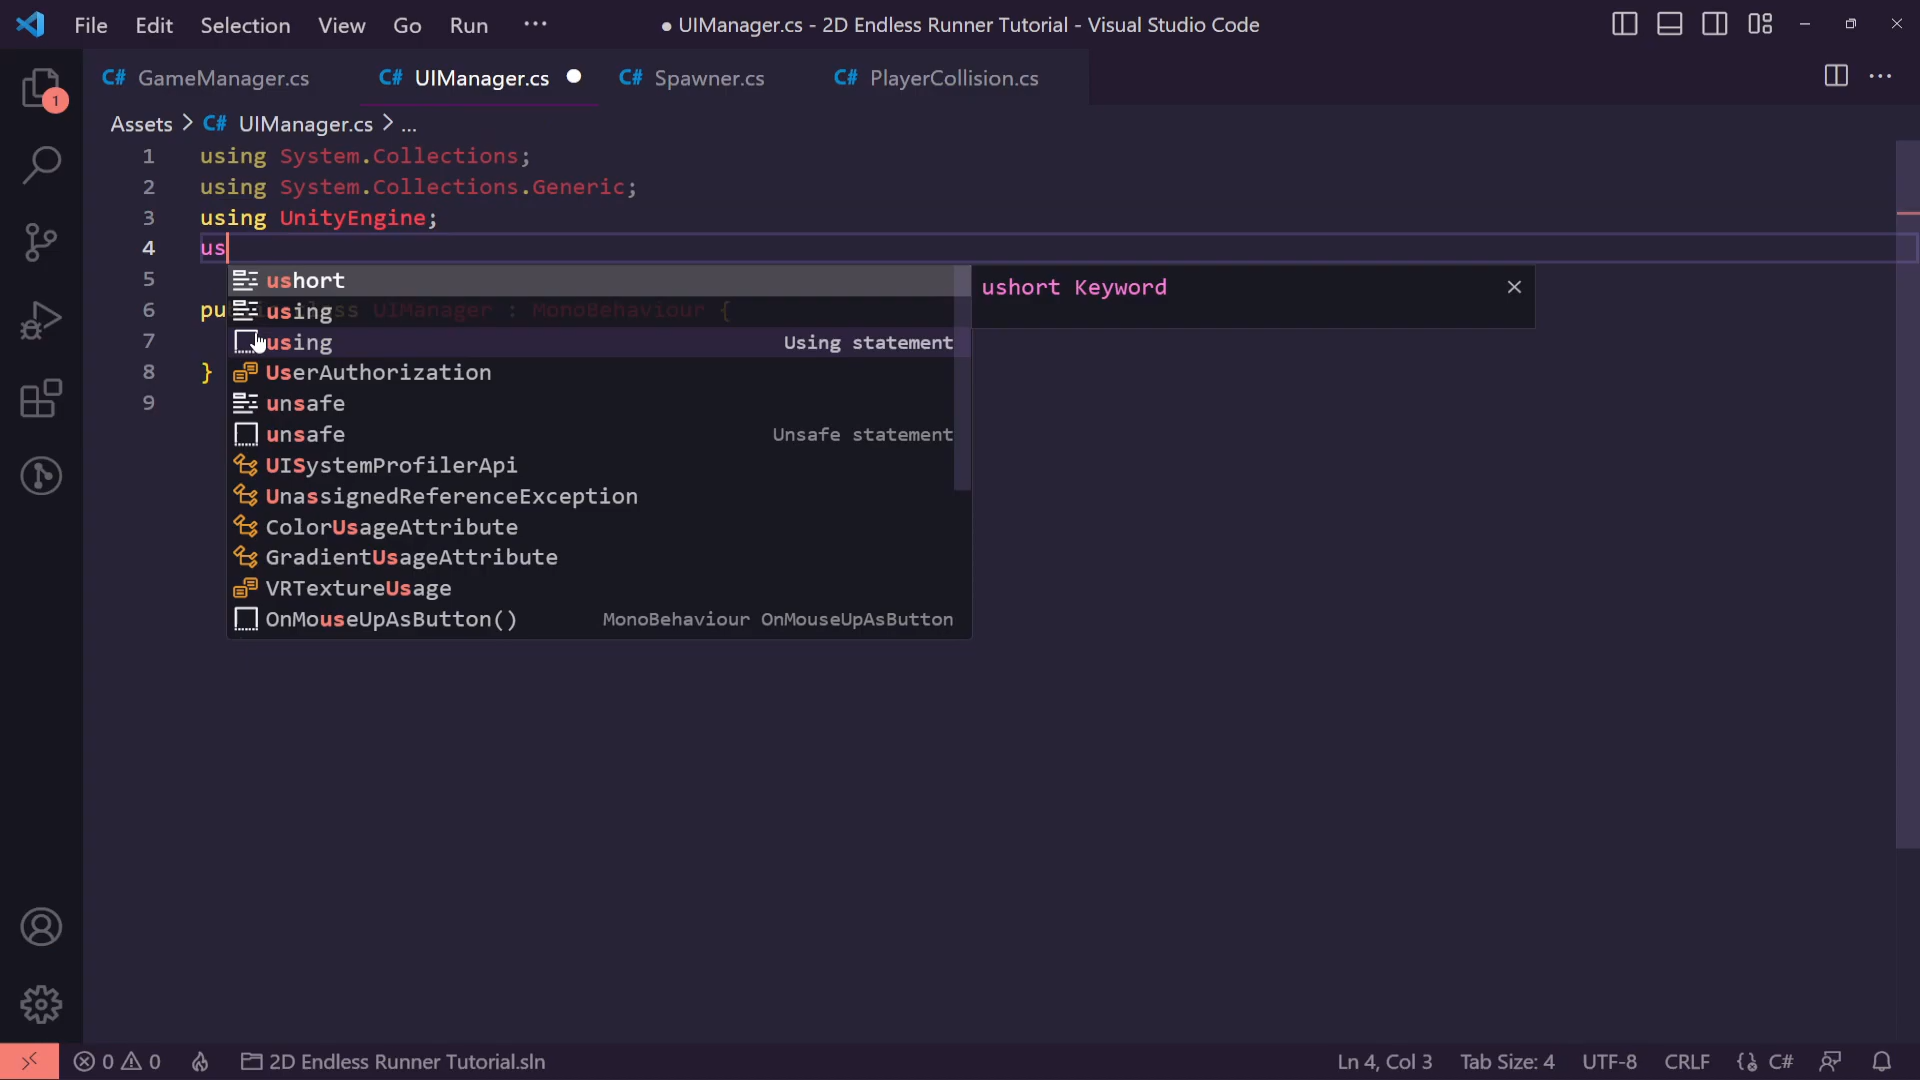 File Edit Selection View Go Run ··· ● UIManager.cs - 2D Endless Runner Tutorial - Visual Studio Code
C# GameManager.cs C# UIManager.cs C# Spawner.cs C# PlayerCollision.cs
1
Assets > C# UIManager.cs > ...
1 using System.Collections;
2 using System.Collections.Generic;
3 using UnityEngine;
4 us
5
ushort
ushort Keyword
6 pu
using
ass UIManager : MonoBehaviour {
7
using Using statement
8 }
UserAuthorization
9
unsafe
unsafe Unsafe statement
UISystemProfilerApi
UnassignedReferenceException
ColorUsageAttribute
GradientUsageAttribute
VRTextureUsage
OnMouseUpAsButton() MonoBehaviour OnMouseUpAsButton
0 0 2D Endless Runner Tutorial.sln Ln 4, Col 3 Tab Size: 4 UTF-8 CRLF C#